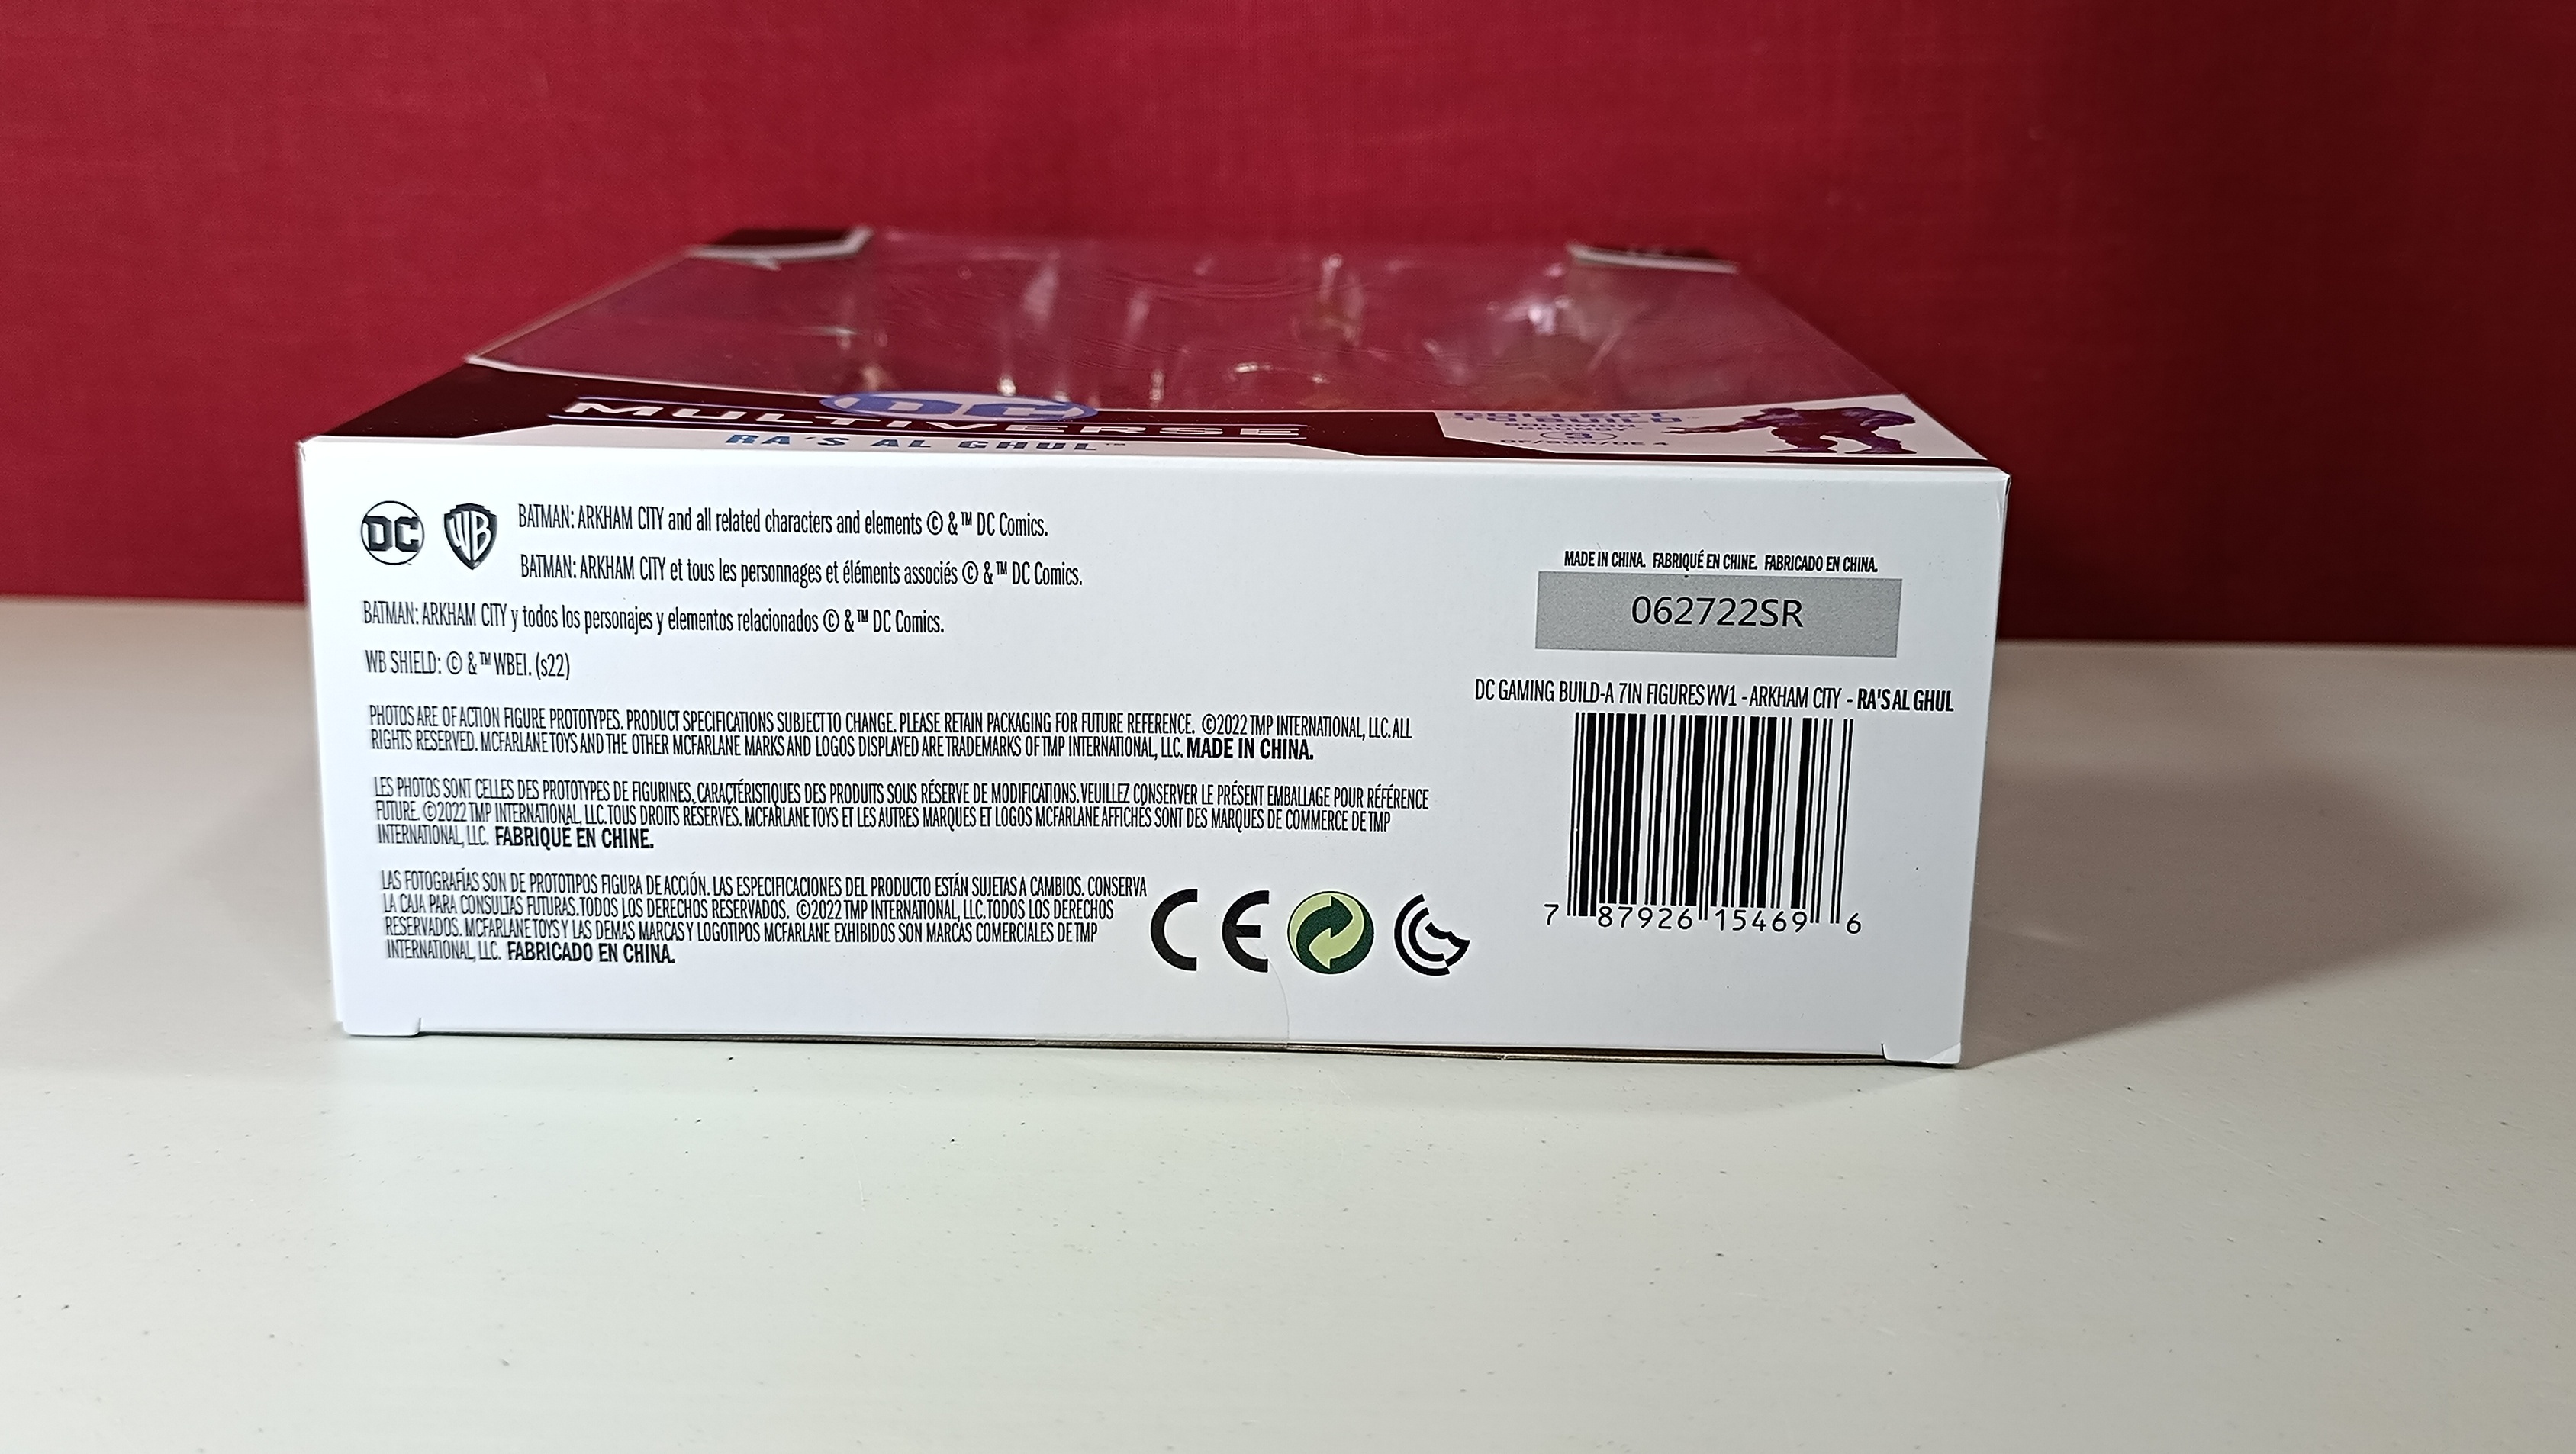 DC
MULTIVERSE
RA'S AL GHUL™
COLLECT
TO BUILD™
3
OF/SUR/DE 4
DC
WB
BATMAN: ARKHAM CITY and all related characters and elements © & ™ DC Comics.
BATMAN: ARKHAM CITY et tous les personnages et éléments associés © & ™ DC Comics.
BATMAN: ARKHAM CITY y todos los personajes y elementos relacionados © & ™ DC Comics.
WB SHIELD: © & ™ WBEI. (s22)
PHOTOS ARE OF ACTION FIGURE PROTOTYPES. PRODUCT SPECIFICATIONS SUBJECT TO CHANGE. PLEASE RETAIN PACKAGING FOR FUTURE REFERENCE. ©2022 TMP INTERNATIONAL, LLC. ALL
RIGHTS RESERVED. MCFARLANE TOYS AND THE OTHER MCFARLANE MARKS AND LOGOS DISPLAYED ARE TRADEMARKS OF TMP INTERNATIONAL, LLC. MADE IN CHINA.
LES PHOTOS SONT CELLES DES PROTOTYPES DE FIGURINES, CARACTÉRISTIQUES DES PRODUITS SOUS RÉSERVE DE MODIFICATIONS. VEUILLEZ CONSERVER LE PRÉSENT EMBALLAGE POUR RÉFÉRENCE
FUTURE. ©2022 TMP INTERNATIONAL, LLC. TOUS DROITS RÉSERVÉS. MCFARLANE TOYS ET LES AUTRES MARQUES ET LOGOS MCFARLANE AFFICHÉS SONT DES MARQUES DE COMMERCE DE TMP
INTERNATIONAL, LLC. FABRIQUÉ EN CHINE.
LAS FOTOGRAFÍAS SON DE PROTOTIPOS FIGURA DE ACCIÓN. LAS ESPECIFICACIONES DEL PRODUCTO ESTÁN SUJETAS A CAMBIOS. CONSERVA
LA CAJA PARA CONSULTAS FUTURAS. TODOS LOS DERECHOS RESERVADOS. ©2022 TMP INTERNATIONAL, LLC. TODOS LOS DERECHOS
RESERVADOS. MCFARLANE TOYS Y LAS DEMÁS MARCAS Y LOGOTIPOS MCFARLANE EXHIBIDOS SON MARCAS COMERCIALES DE TMP
INTERNATIONAL, LLC. FABRICADO EN CHINA.
CE
MADE IN CHINA. FABRIQUÉ EN CHINE. FABRICADO EN CHINA.
062722SR
DC GAMING BUILD-A 7IN FIGURES WV1 - ARKHAM CITY - RA'S AL GHUL
7 87926 15469 6